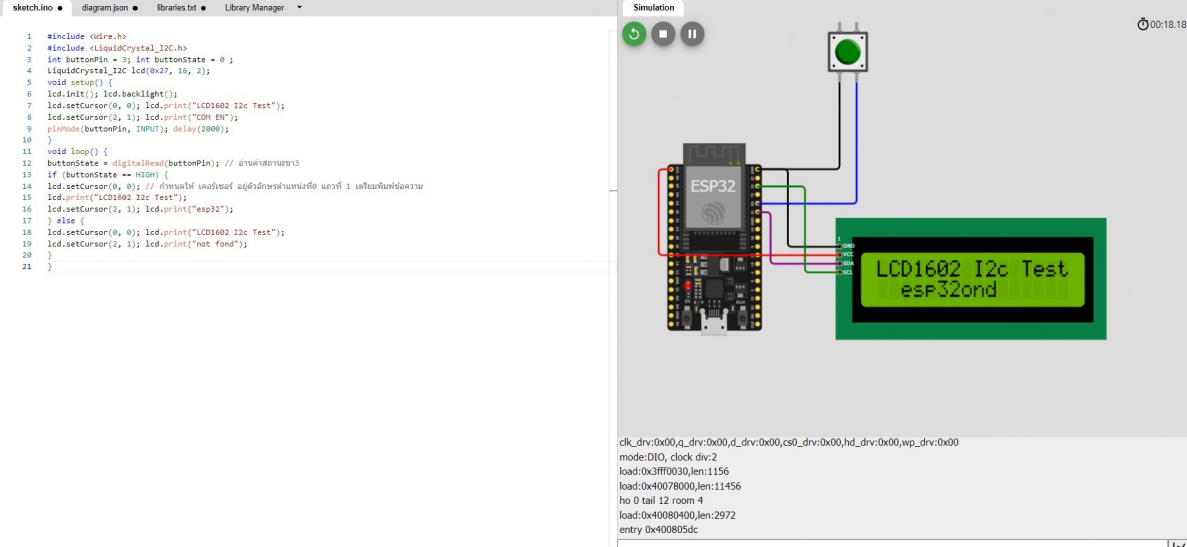 sketch.ino ● diagram.json ● libraries.txt ● Library Manager
1 #include <Wire.h>
2 #include <LiquidCrystal_I2C.h>
3 int buttonPin = 3; int buttonState = 0 ;
4 LiquidCrystal_I2C lcd(0x27, 16, 2);
5 void setup() {
6 lcd.init(); lcd.backlight();
7 lcd.setCursor(0, 0); lcd.print("LCD1602 I2c Test");
8 lcd.setCursor(2, 1); lcd.print("COM EN");
9 pinMode(buttonPin, INPUT); delay(2000);
10 }
11 void loop() {
12 buttonState = digitalRead(buttonPin); // อ่านค่าสถานะขา3
13 if (buttonState == HIGH) {
14 lcd.setCursor(0, 0); // กำหนดให้ เคอร์เซอร์ อยู่ตัวอักษรตำแหน่งที่0 แถวที่ 1 เตรียมพิมพ์ข้อความ
15 lcd.print("LCD1602 I2c Test");
16 lcd.setCursor(2, 1); lcd.print("esp32");
17 } else {
18 lcd.setCursor(0, 0); lcd.print("LCD1602 I2c Test");
19 lcd.setCursor(2, 1); lcd.print("not fond");
20 }
21 }
Simulation
00:18.18
ESP32
1
GND
VCC
SDA
SCL
LCD1602 I2c Test
esp32ond
clk_drv:0x00,q_drv:0x00,d_drv:0x00,cs0_drv:0x00,hd_drv:0x00,wp_drv:0x00
mode:DIO, clock div:2
load:0x3fff0030,len:1156
load:0x40078000,len:11456
ho 0 tail 12 room 4
load:0x40080400,len:2972
entry 0x400805dc